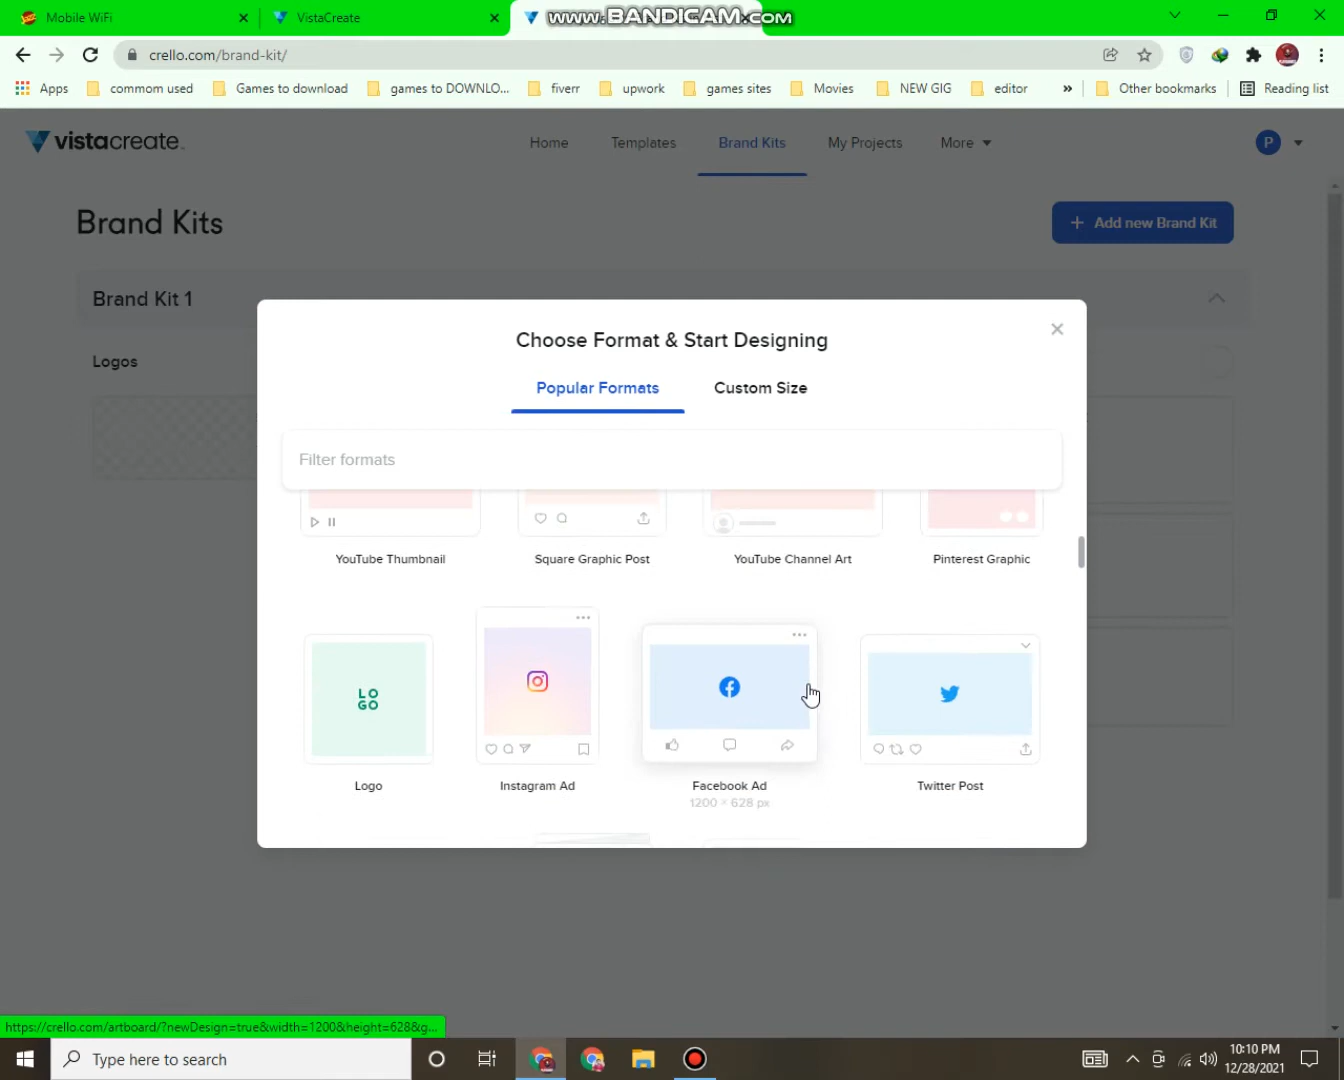 Mobile WiFi
VistaCreate
www.BANDICAM.com
crello.com/brand-kit/
Apps
commom used
Games to download
games to DOWNLO...
fiverr
upwork
games sites
Movies
NEW GIG
editor
»
Other bookmarks
Reading list
vistacreate
Home
Templates
Brand Kits
My Projects
More
P
Brand Kits
+ Add new Brand Kit
Brand Kit 1
Logos
Choose Format & Start Designing
Popular Formats
Custom Size
Filter formats
YouTube Thumbnail
Square Graphic Post
YouTube Channel Art
Pinterest Graphic
LO
GO
Logo
Instagram Ad
Facebook Ad
1200 × 628 px
Twitter Post
https://crello.com/artboard/?newDesign=true&width=1200&height=628&g...
Type here to search
10:10 PM
12/28/2021